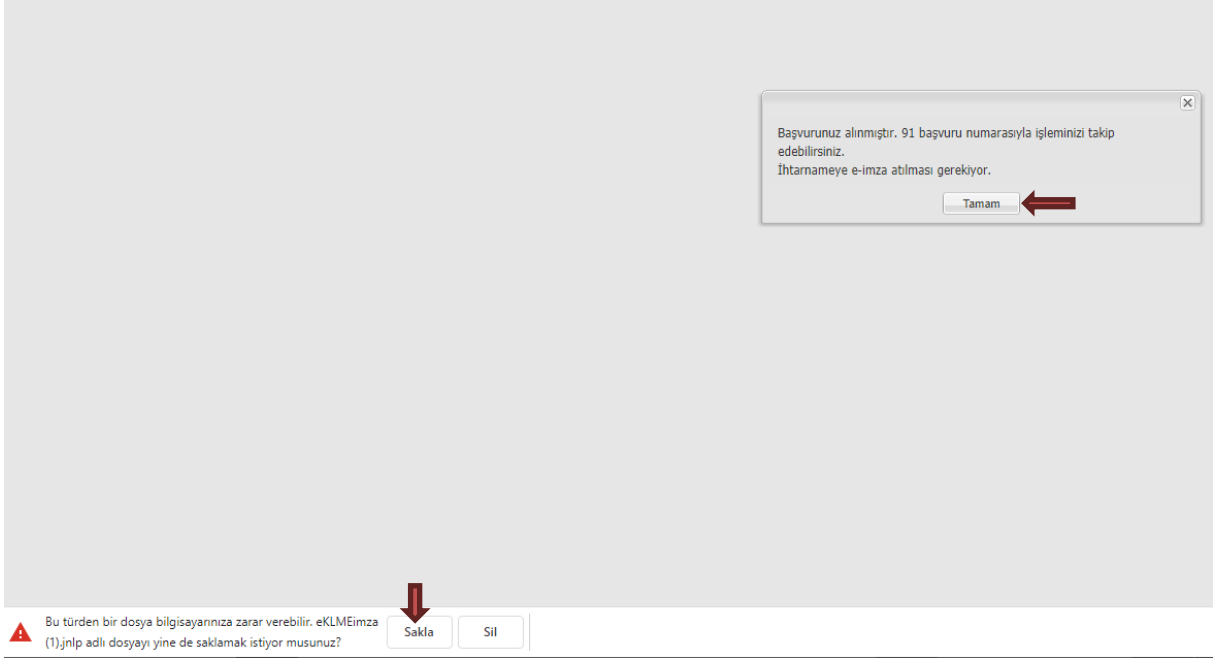 Başvurunuz alınmıştır. 91 başvuru numarasıyla işleminizi takip
edebilirsiniz.
İhtarnameye e-imza atılması gerekiyor.
Tamam
Bu türden bir dosya bilgisayarınıza zarar verebilir. eKLMEimza
(1).jnlp adlı dosyayı yine de saklamak istiyor musunuz?
Sakla
Sil